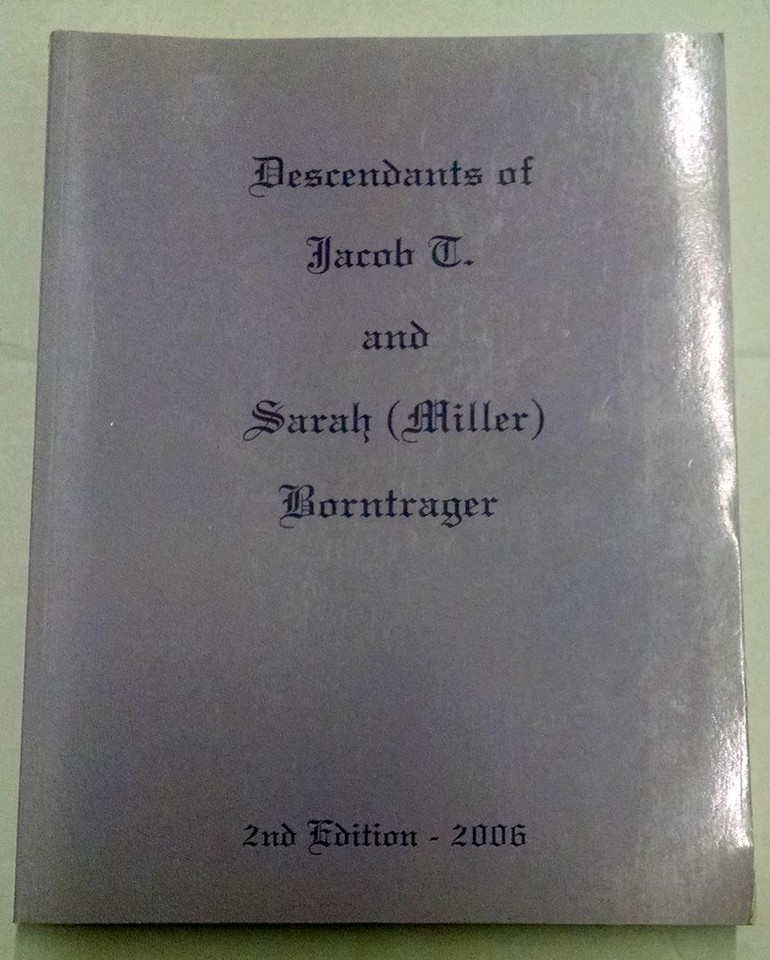 Descendants of
Jacob T.
and
Sarah (Miller)
Borntrager
2nd Edition - 2006